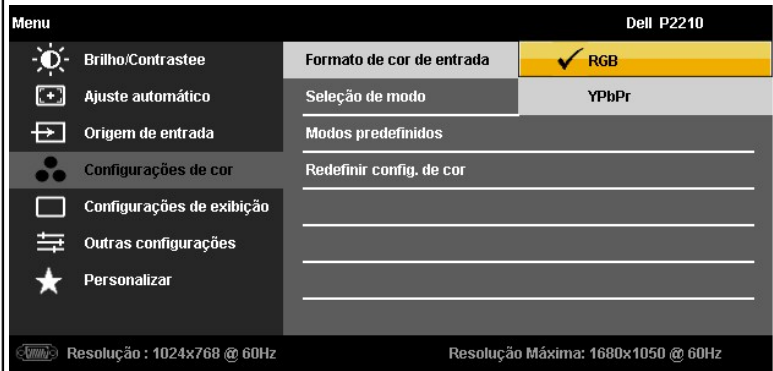 Menu Dell P2210
Brilho/Contrastee Formato de cor de entrada RGB
Ajuste automático Seleção de modo YPbPr
Origem de entrada Modos predefinidos
Configurações de cor Redefinir config. de cor
Configurações de exibição
Outras configurações
Personalizar
Resolução : 1024x768 @ 60Hz Resolução Máxima: 1680x1050 @ 60Hz